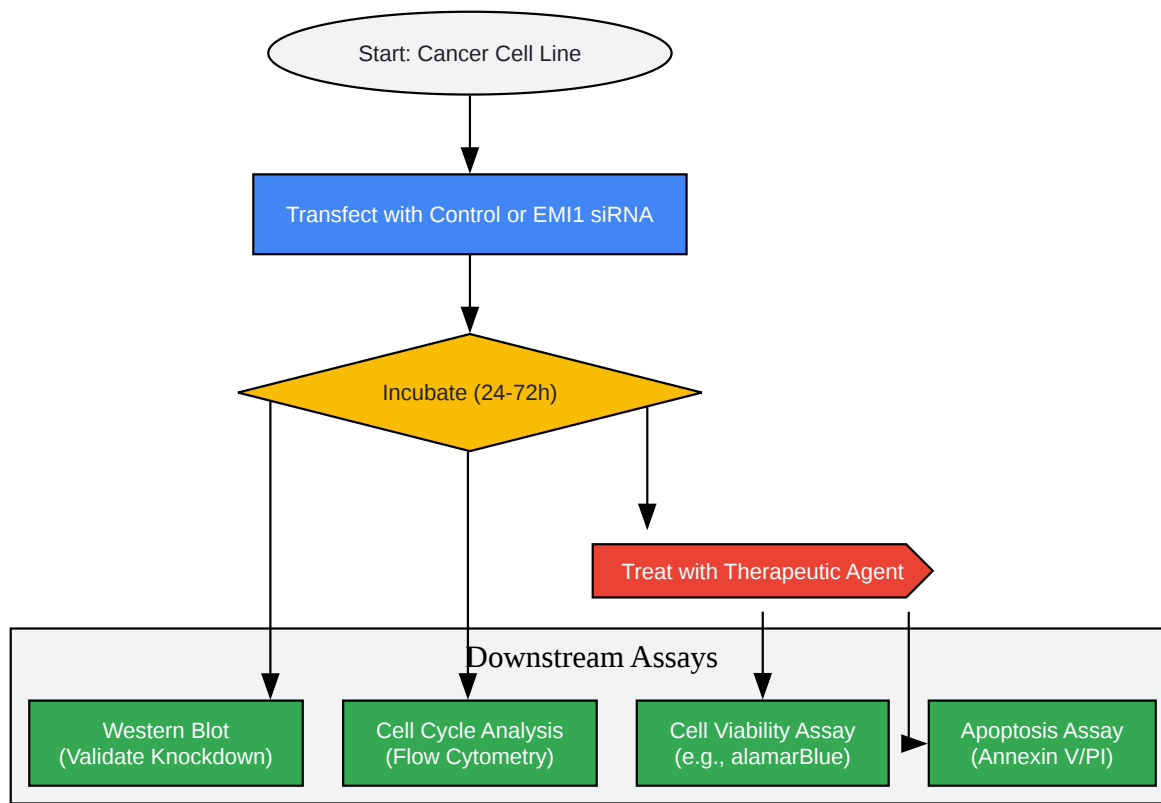 Start: Cancer Cell Line
Transfect with Control or EMI1 siRNA
Incubate (24-72h)
Treat with Therapeutic Agent
Downstream Assays
Western Blot
(Validate Knockdown)
Cell Cycle Analysis
(Flow Cytometry)
Cell Viability Assay
(e.g., alamarBlue)
Apoptosis Assay
(Annexin V/PI)